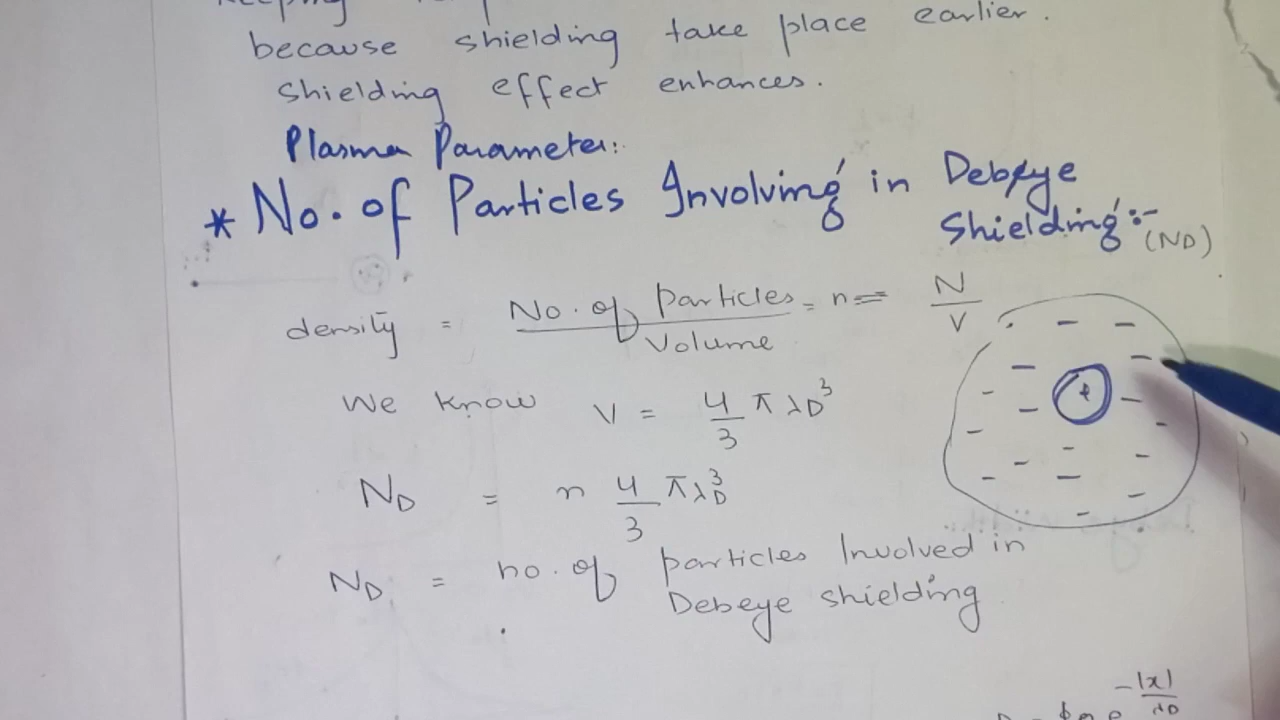 because shielding take place earlier.
shielding effect enhances.
Plasma Parameter:
* No. of Particles Involving in Debeye
Shielding:- (ND)
density = No. of particles / Volume = n = N / V
We know V = 4/3 π λD³
ND = n 4/3 π λD³
ND = no. of particles Involved in
Debeye shielding
+
e^-|x|/λD